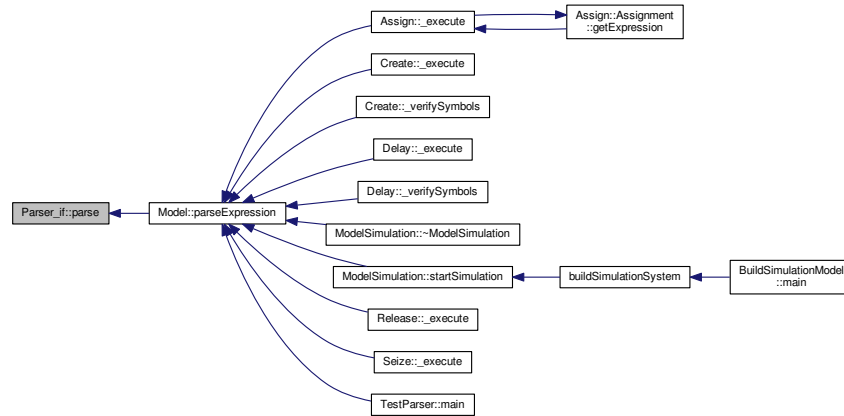 Assign::_execute
Assign::Assignment
::getExpression
Create::_execute
Create::_verifySymbols
Delay::_execute
Delay::_verifySymbols
Parser_if::parse
Model::parseExpression
ModelSimulation::~ModelSimulation
ModelSimulation::startSimulation
buildSimulationSystem
BuildSimulationModel
::main
Release::_execute
Seize::_execute
TestParser::main